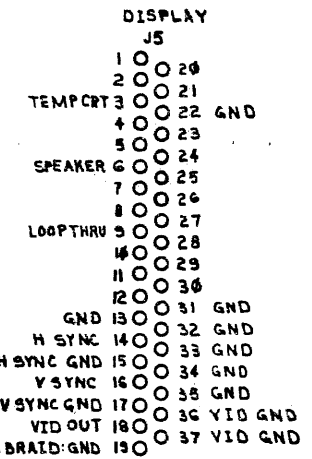 DISPLAY
J5
1
2 20
TEMP CRT 3 21
4 22 GND
5 23
SPEAKER 6 24
7 25
8 26
LOOPTHRU 9 27
10 28
11 29
12 30
GND 13 31 GND
H SYNC 14 32 GND
H SYNC GND 15 33 GND
V SYNC 16 34 GND
V SYNC GND 17 35 GND
VID OUT 18 36 VID GND
BRAID:GND 19 37 VID GND